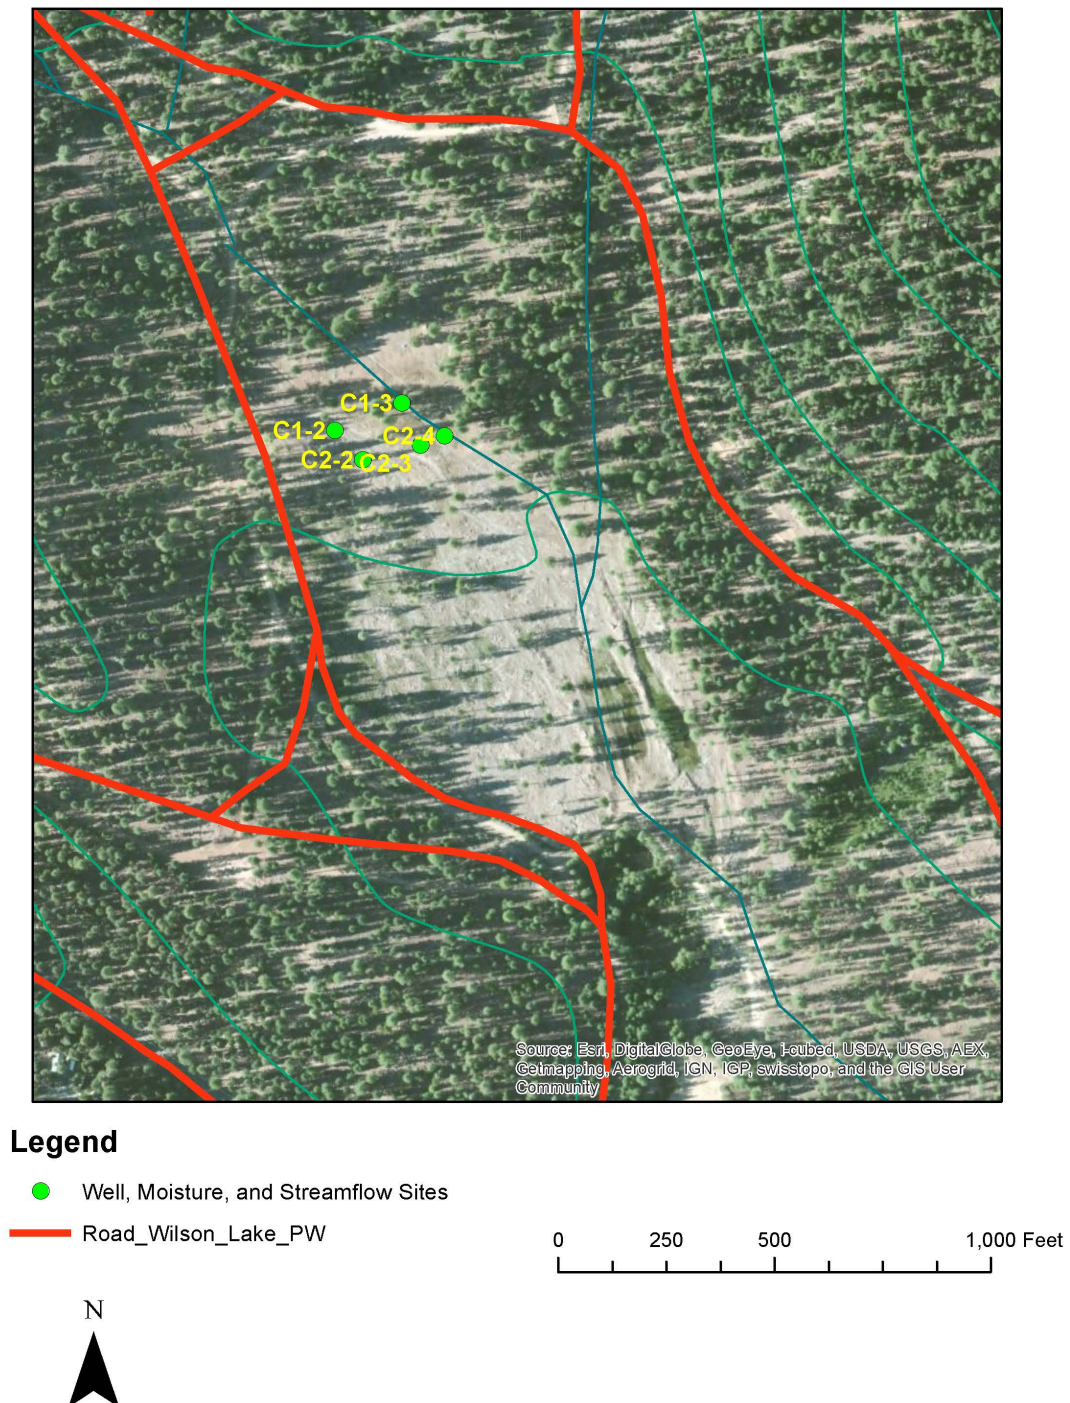 C1-3
C1-2
C2-4
C2-2
C2-3
Source: Esri, DigitalGlobe, GeoEye, i-cubed, USDA, USGS, AEX,
Getmapping, Aerogrid, IGN, IGP, swisstopo, and the GIS User
Community
Legend
Well, Moisture, and Streamflow Sites
Road_Wilson_Lake_PW
0 250 500 1,000 Feet
N